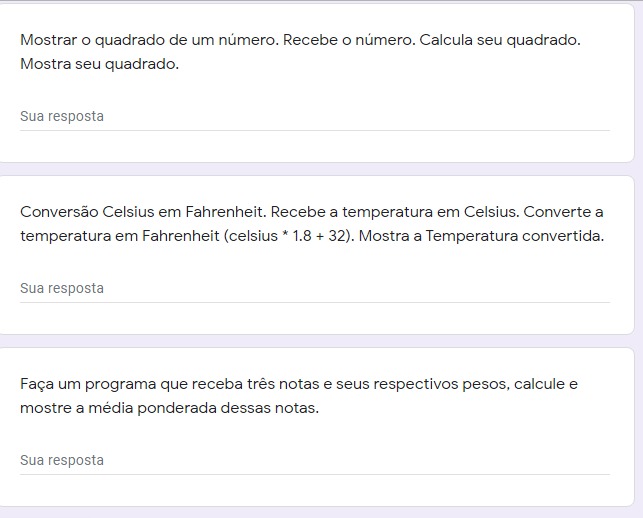 Mostrar o quadrado de um número. Recebe o número. Calcula seu quadrado.
Mostra seu quadrado.
Sua resposta
Conversão Celsius em Fahrenheit. Recebe a temperatura em Celsius. Converte a
temperatura em Fahrenheit (celsius * 1.8 + 32). Mostra a Temperatura convertida.
Sua resposta
Faça um programa que receba três notas e seus respectivos pesos, calcule e
mostre a média ponderada dessas notas.
Sua resposta